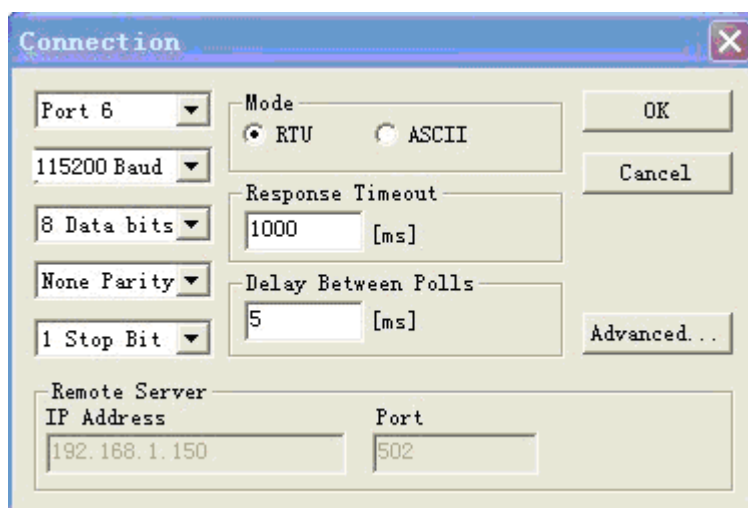 Connection
Port 6
115200 Baud
8 Data bits
None Parity
1 Stop Bit
Mode
RTU ASCII
Response Timeout
1000 [ms]
Delay Between Polls
5 [ms]
OK
Cancel
Advanced...
Remote Server
IP Address Port
192.168.1.150 502